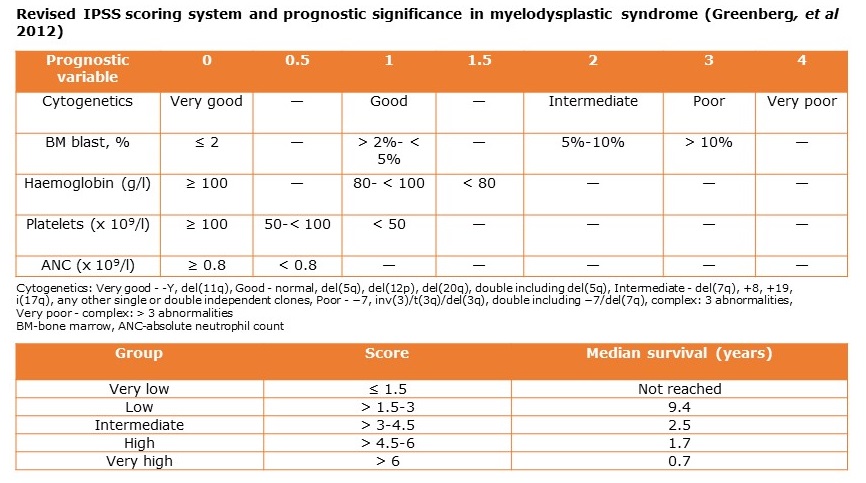 Revised IPSS scoring system and prognostic significance in myelodysplastic syndrome (Greenberg, et al
2012)
Prognostic variable 0 0.5 1 1.5 2 3 4
Cytogenetics Very good — Good — Intermediate Poor Very poor
BM blast, % ≤ 2 — > 2%- < 5% — 5%-10% > 10% —
Haemoglobin (g/l) ≥ 100 — 80- < 100 < 80 — — —
Platelets (x 10⁹/l) ≥ 100 50-< 100 < 50 — — — —
ANC (x 10⁹/l) ≥ 0.8 < 0.8 — — — — —
Cytogenetics: Very good - -Y, del(11q), Good - normal, del(5q), del(12p), del(20q), double including del(5q), Intermediate - del(7q), +8, +19,
i(17q), any other single or double independent clones, Poor - −7, inv(3)/t(3q)/del(3q), double including −7/del(7q), complex: 3 abnormalities,
Very poor - complex: > 3 abnormalities
BM-bone marrow, ANC-absolute neutrophil count
Group Score Median survival (years)
Very low ≤ 1.5 Not reached
Low > 1.5-3 9.4
Intermediate > 3-4.5 2.5
High > 4.5-6 1.7
Very high > 6 0.7